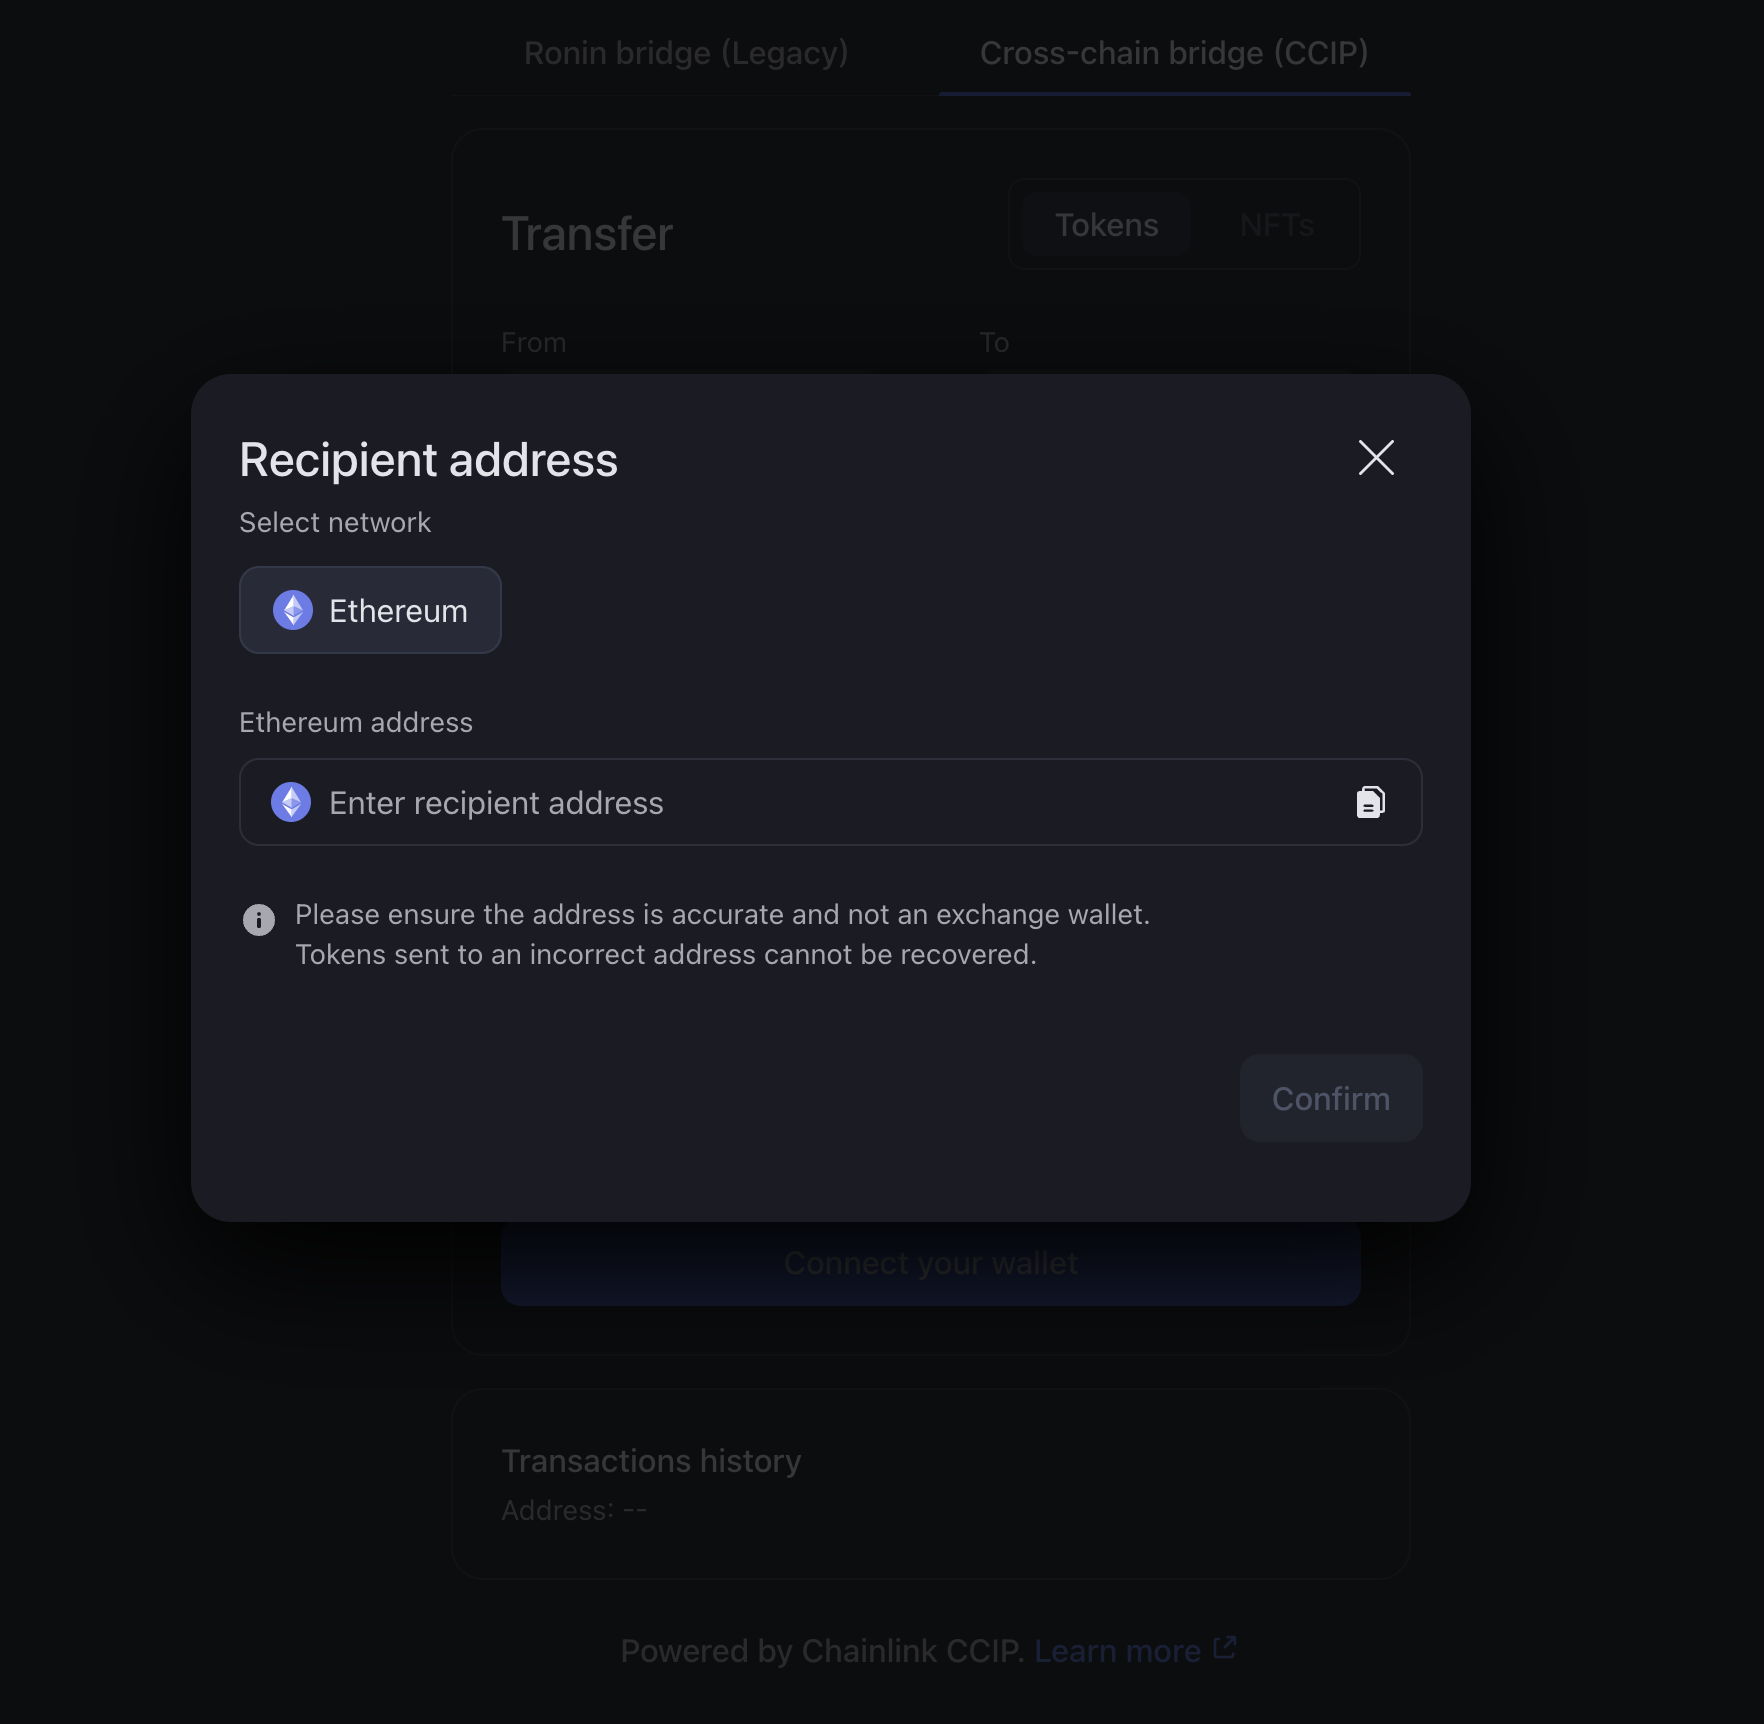 Ronin bridge (Legacy)
Cross-chain bridge (CCIP)
Transfer
Tokens
NFTs
From
To
Recipient address
Select network
Ethereum
Ethereum address
Enter recipient address
Please ensure the address is accurate and not an exchange wallet.
Tokens sent to an incorrect address cannot be recovered.
Confirm
Connect your wallet
Transactions history
Address: --
Powered by Chainlink CCIP. Learn more